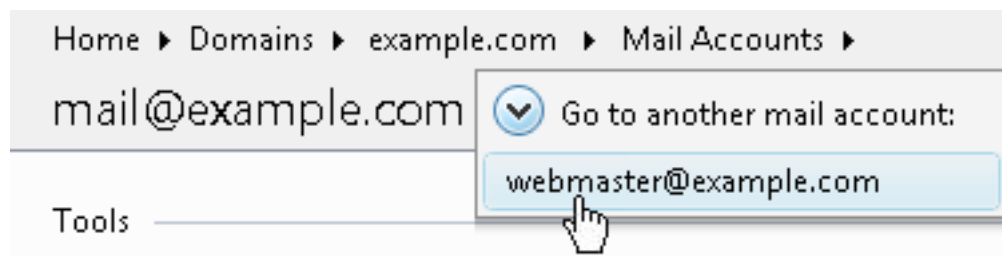 Home ▸ Domains ▸ example.com ▸ Mail Accounts ▸
mail@example.com
Go to another mail account:
webmaster@example.com
Tools